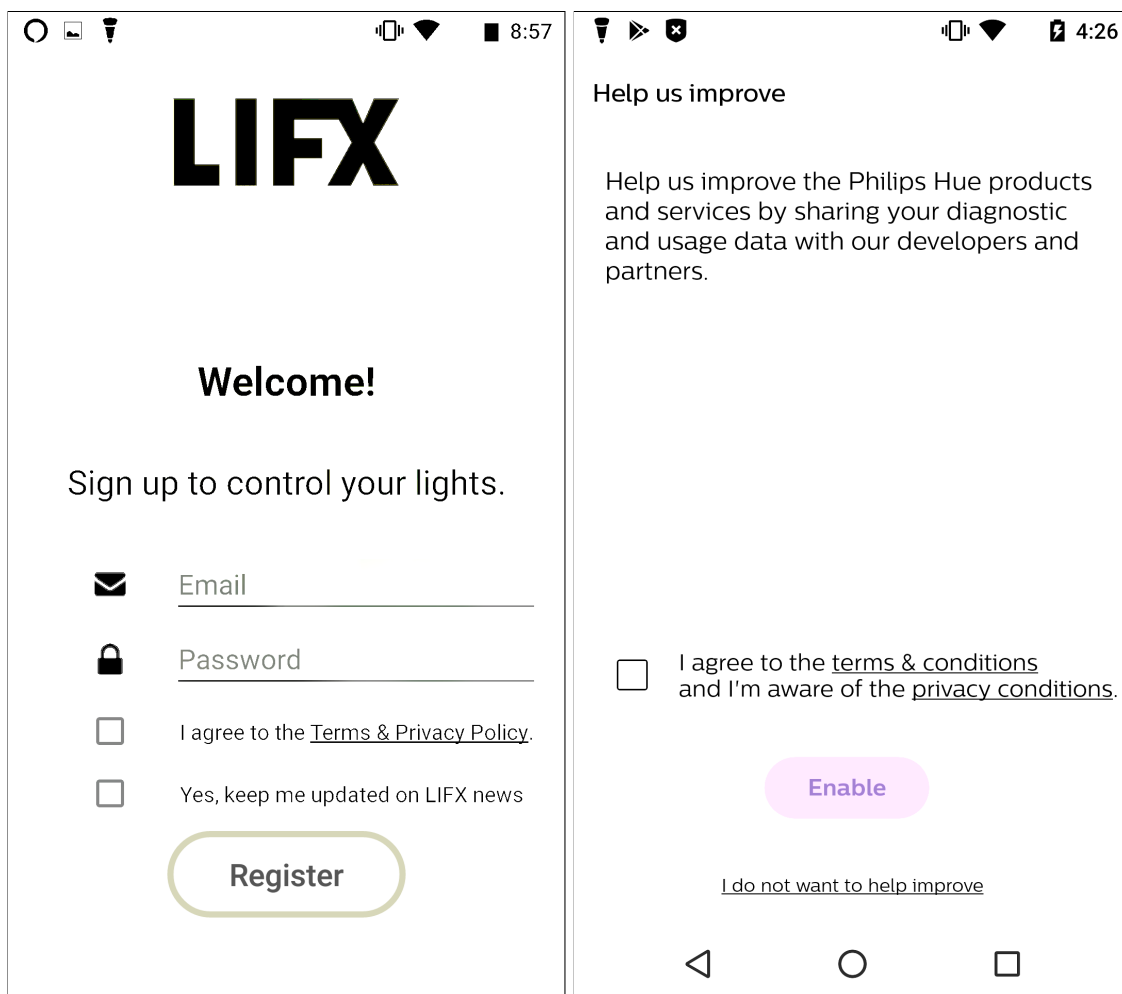 8:57
LIFX
Welcome!
Sign up to control your lights.
Email
Password
I agree to the Terms & Privacy Policy.
Yes, keep me updated on LIFX news
Register
4:26
Help us improve
Help us improve the Philips Hue products
and services by sharing your diagnostic
and usage data with our developers and
partners.
I agree to the terms & conditions
and I'm aware of the privacy conditions.
Enable
I do not want to help improve